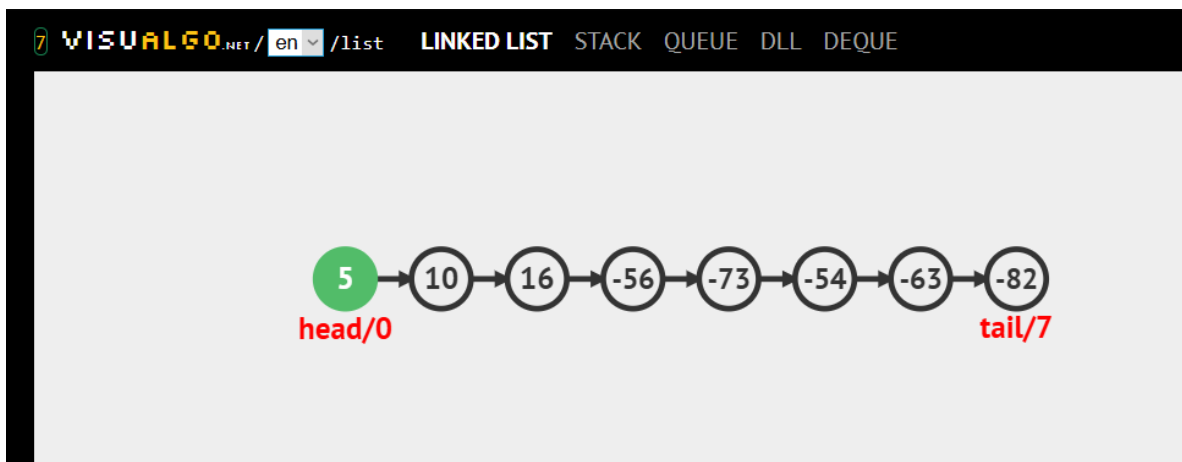 7 VISUALGO.NET/ en /list LINKED LIST STACK QUEUE DLL DEQUE
5 10 16 -56 -73 -54 -63 -82
head/0 tail/7